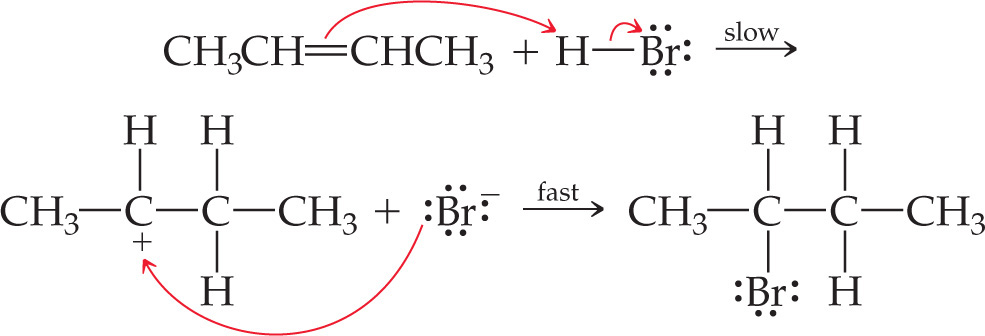 CH₃CH=CHCH₃ + H—Br: slow
H H H H
CH₃—C—C—CH₃ + :Br:⁻ fast CH₃—C—C—CH₃
+
H :Br: H